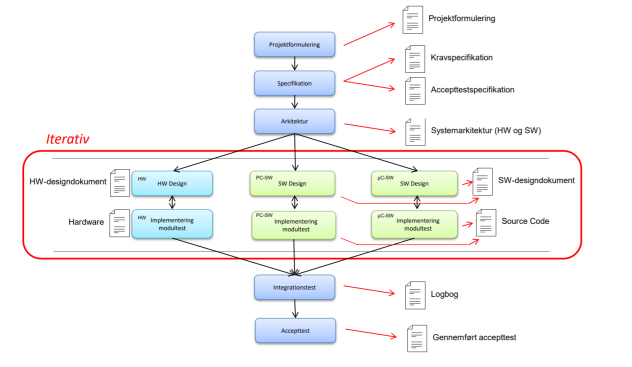 Projektformulering
Projektformulering
Kravspecifikation
Specifikation
Accepttestspecifikation
Arkitektur
Systemarkitektur (HW og SW)
Iterativ
HW-designdokument
HW
HW Design
PC-SW
SW Design
µC-SW
SW Design
SW-designdokument
Hardware
HW
Implementering
modultest
PC-SW
Implementering
modultest
µC-SW
Implementering
modultest
Source Code
Integrationstest
Logbog
Accepttest
Gennemført accepttest